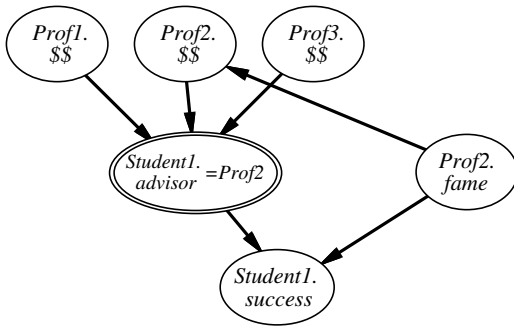 Prof1.
$$
Prof2.
$$
Prof3.
$$
Student1.
advisor =Prof2
Prof2.
fame
Student1.
success